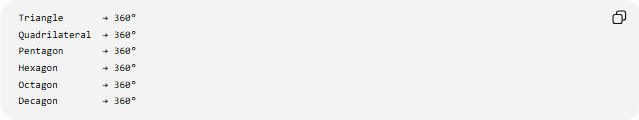 Triangle → 360°
Quadrilateral → 360°
Pentagon → 360°
Hexagon → 360°
Octagon → 360°
Decagon → 360°